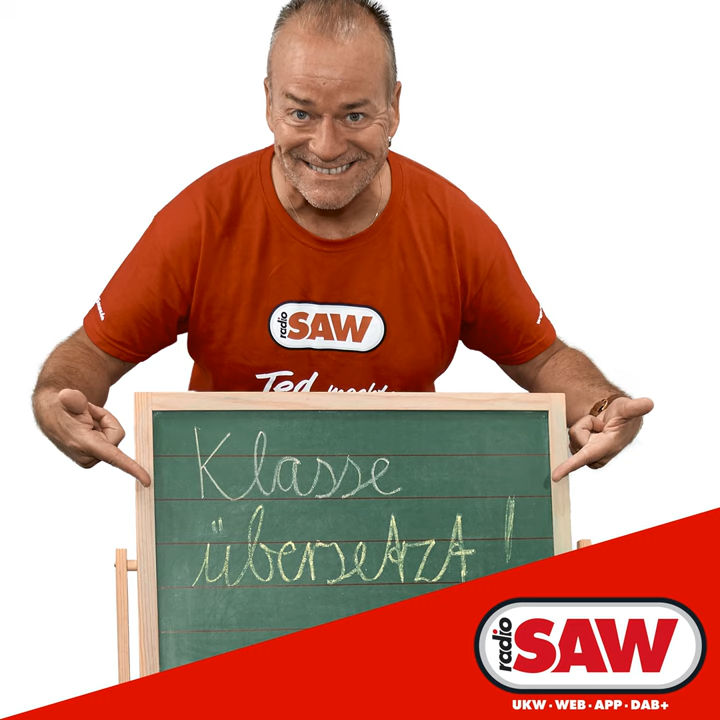 radio SAW
Ted
Klasse
übersetzt!
radio SAW
UKW · WEB · APP · DAB+